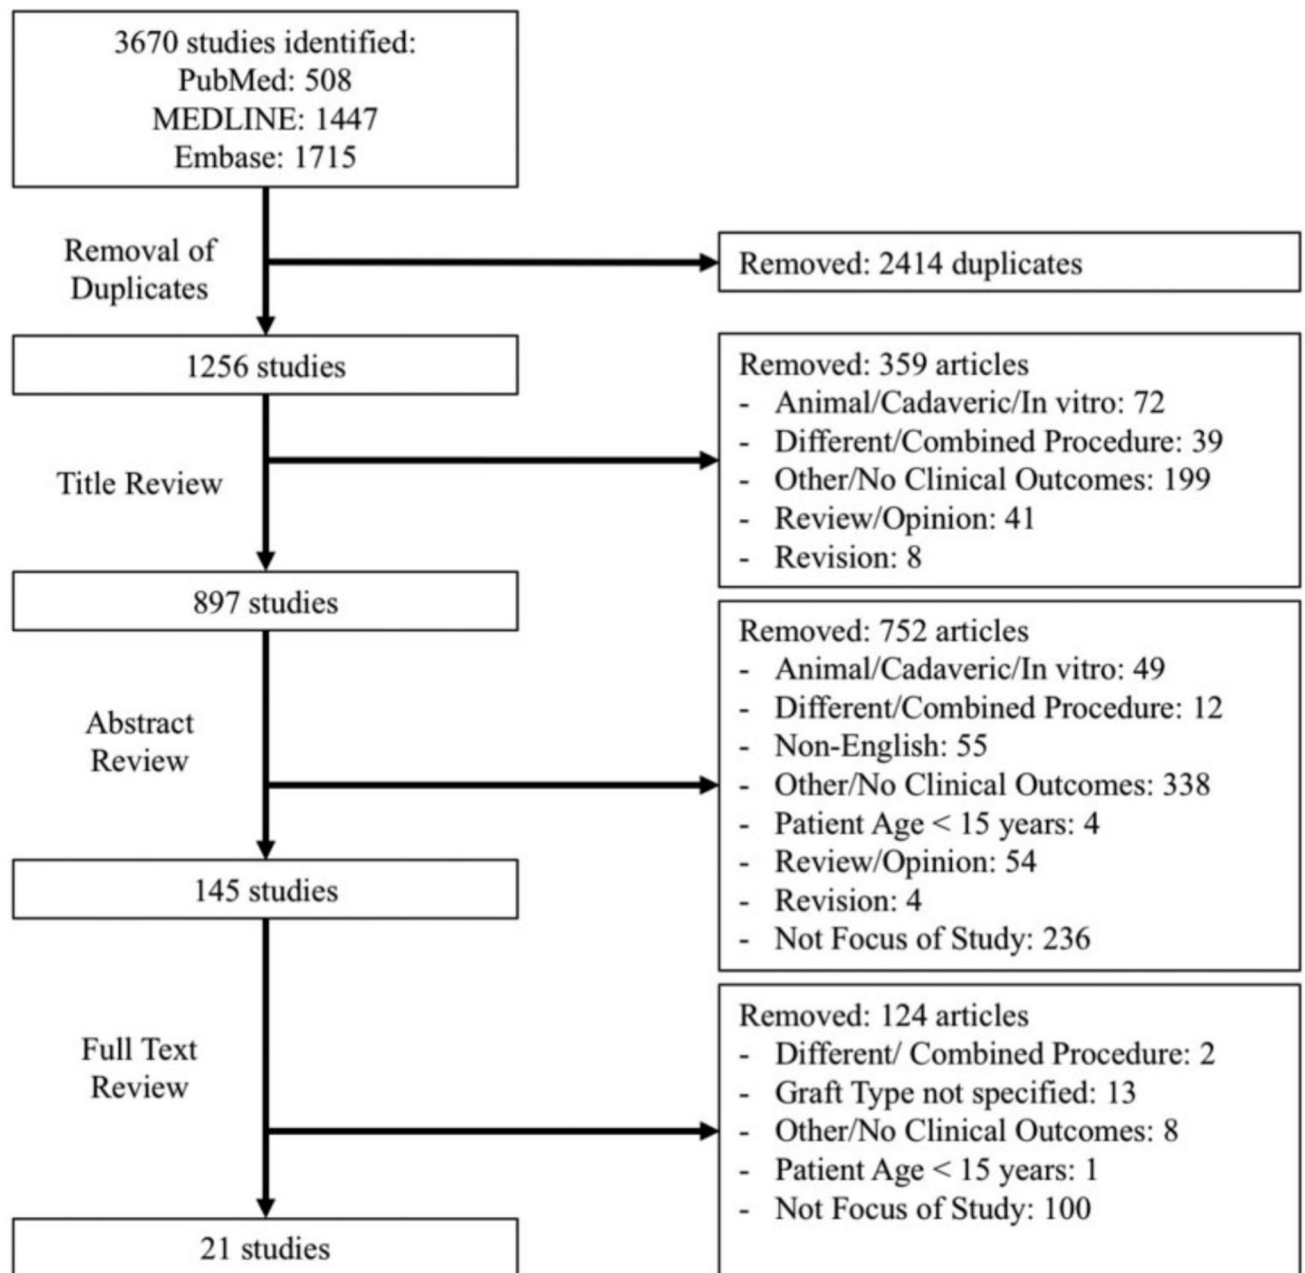 3670 studies identified:
PubMed: 508
MEDLINE: 1447
Embase: 1715
Removal of
Duplicates
Removed: 2414 duplicates
1256 studies
Title Review
Removed: 359 articles
- Animal/Cadaveric/In vitro: 72
- Different/Combined Procedure: 39
- Other/No Clinical Outcomes: 199
- Review/Opinion: 41
- Revision: 8
897 studies
Abstract
Review
Removed: 752 articles
- Animal/Cadaveric/In vitro: 49
- Different/Combined Procedure: 12
- Non-English: 55
- Other/No Clinical Outcomes: 338
- Patient Age < 15 years: 4
- Review/Opinion: 54
- Revision: 4
- Not Focus of Study: 236
145 studies
Full Text
Review
Removed: 124 articles
- Different/ Combined Procedure: 2
- Graft Type not specified: 13
- Other/No Clinical Outcomes: 8
- Patient Age < 15 years: 1
- Not Focus of Study: 100
21 studies